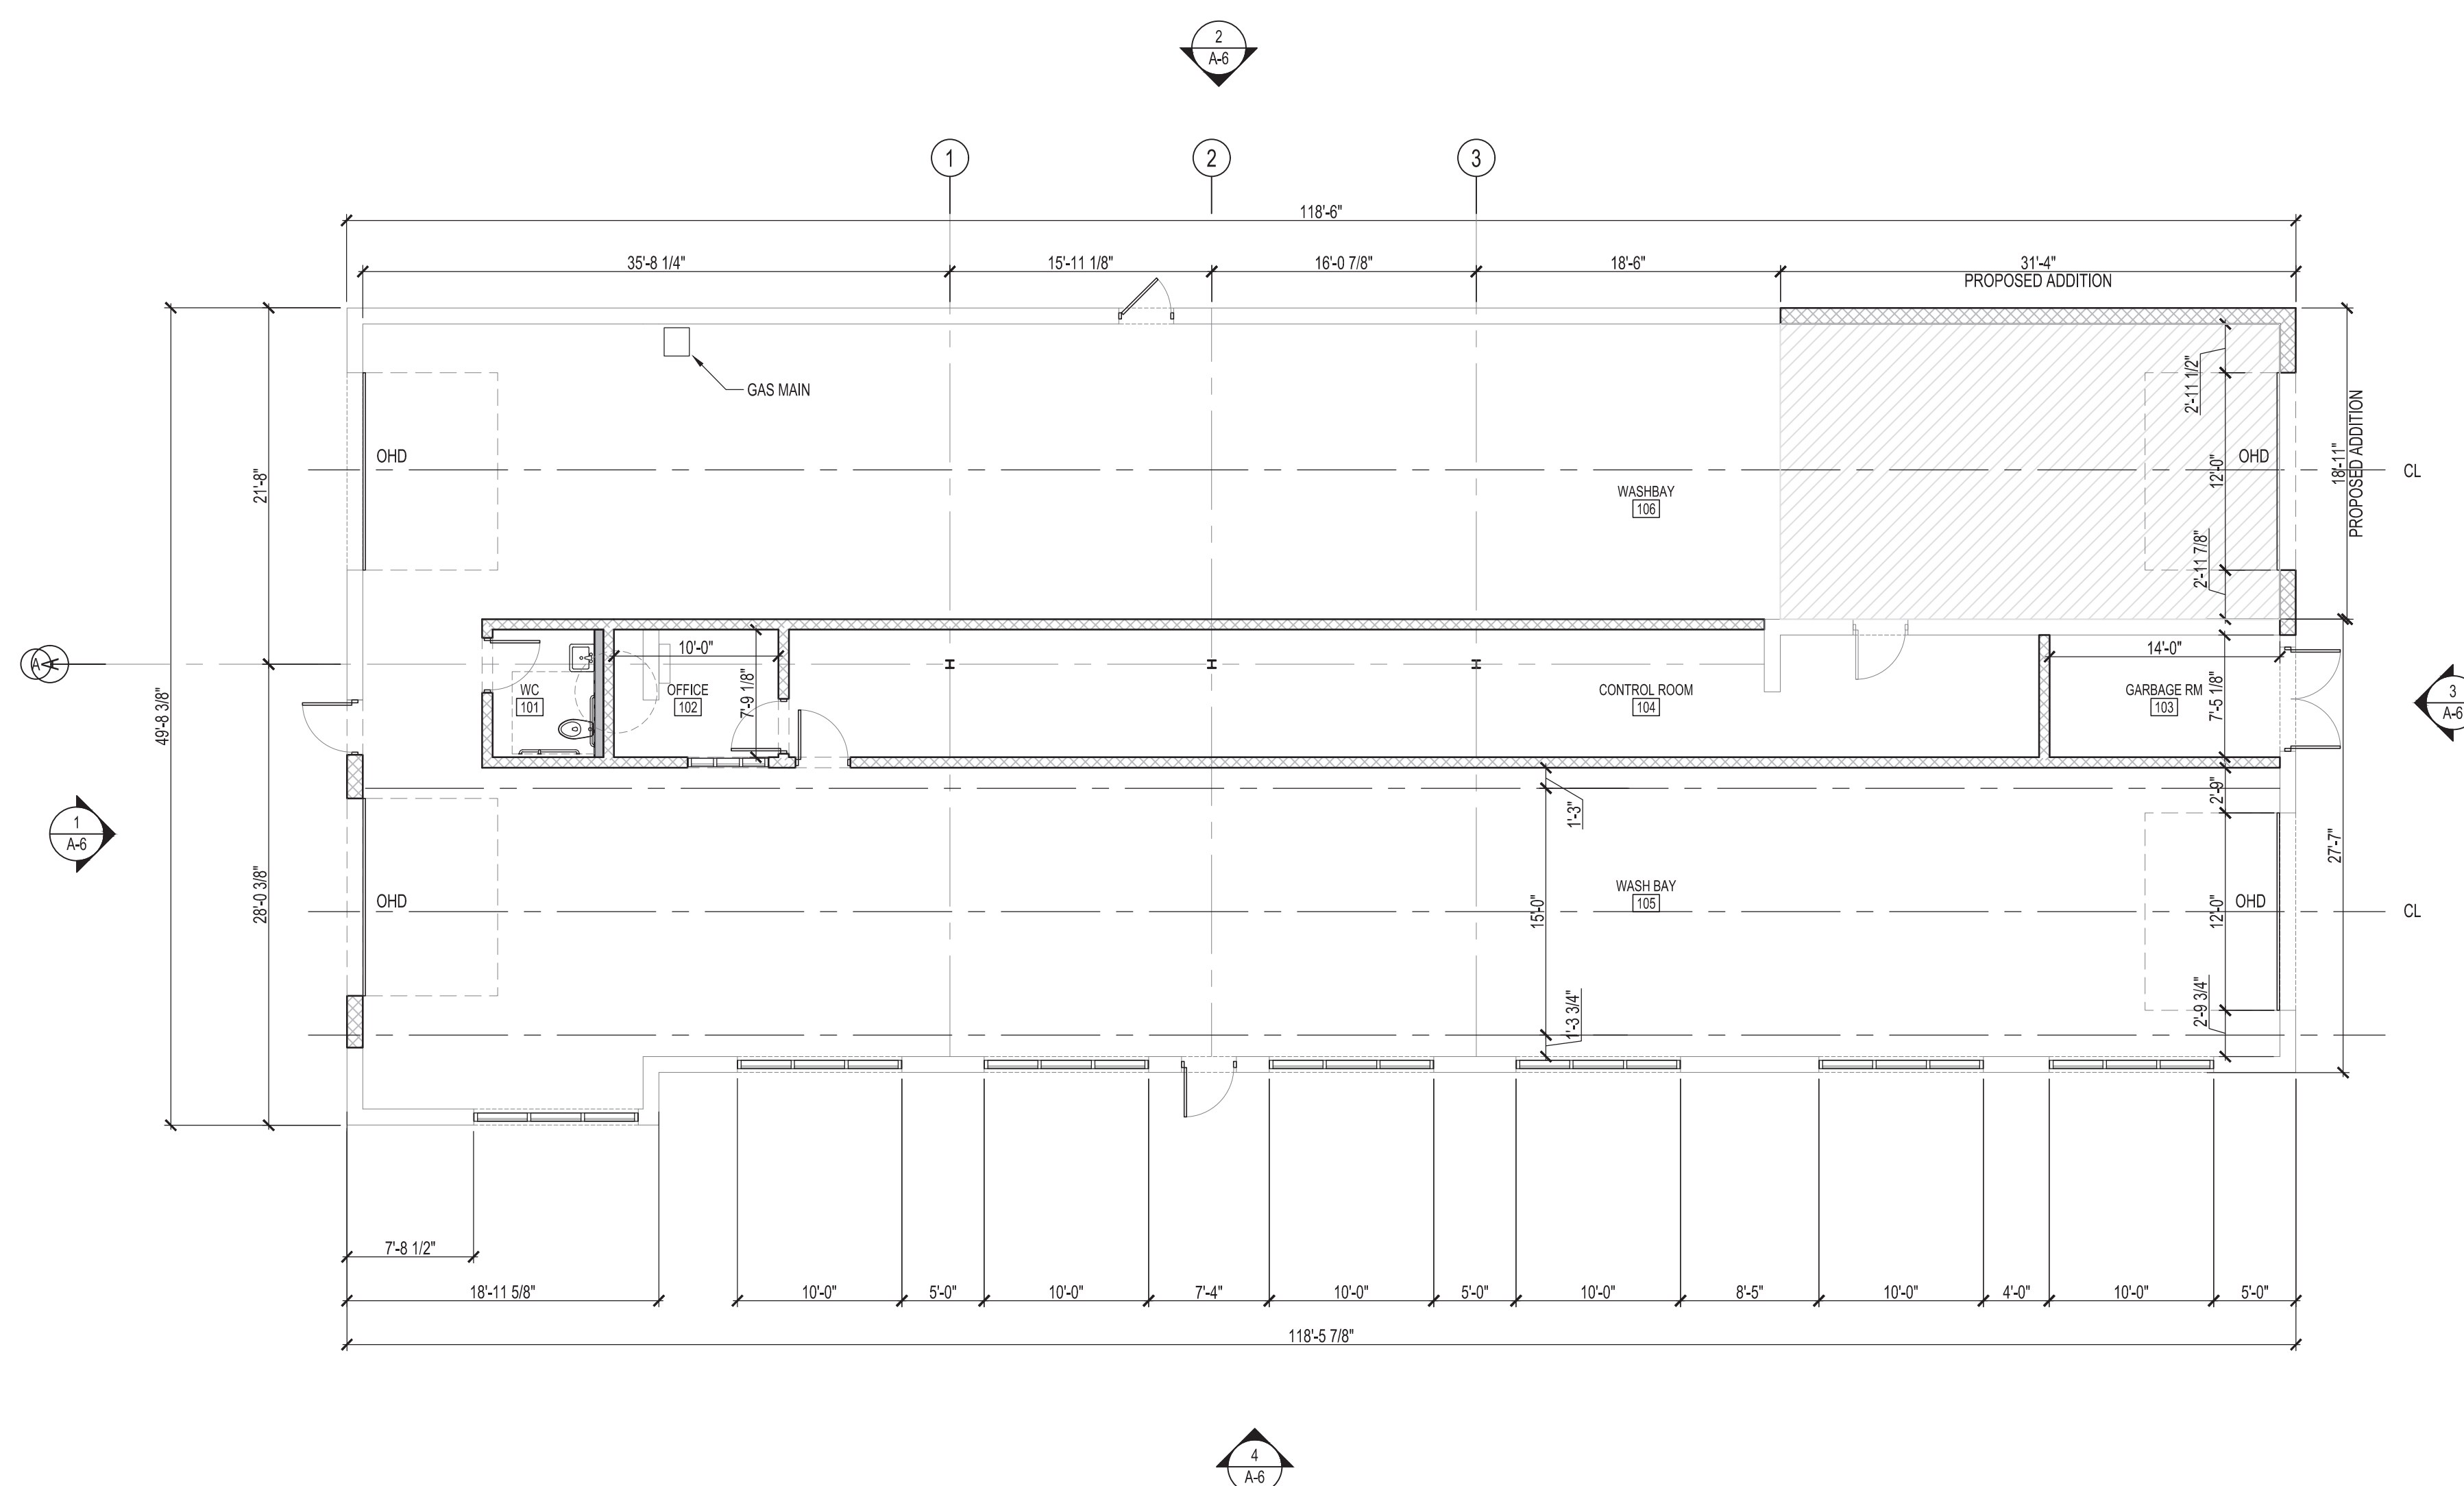 2
A-6
1
2
3
118'-6"
35'-8 1/4"
15'-11 1/8"
16'-0 7/8"
18'-6"
31'-4"
PROPOSED ADDITION
GAS MAIN
2'-11 1/2"
PROPOSED ADDITION
18'-11"
21'-8"
OHD
12'-0"
OHD
CL
WASHBAY
106
2'-11 7/8"
49'-8 3/8"
A
10'-0"
14'-0"
WC
101
OFFICE
102
7'-9 1/8"
CONTROL ROOM
104
GARBAGE RM
103
7'-5 1/8"
3
A-6
1
A-6
1'-3"
2'-9"
27'-7"
28'-0 3/8"
OHD
15'-0"
WASH BAY
105
12'-0"
OHD
CL
1'-3 3/4"
2'-9 3/4"
7'-8 1/2"
18'-11 5/8"
10'-0"
5'-0"
10'-0"
7'-4"
10'-0"
5'-0"
10'-0"
8'-5"
10'-0"
4'-0"
10'-0"
5'-0"
118'-5 7/8"
4
A-6